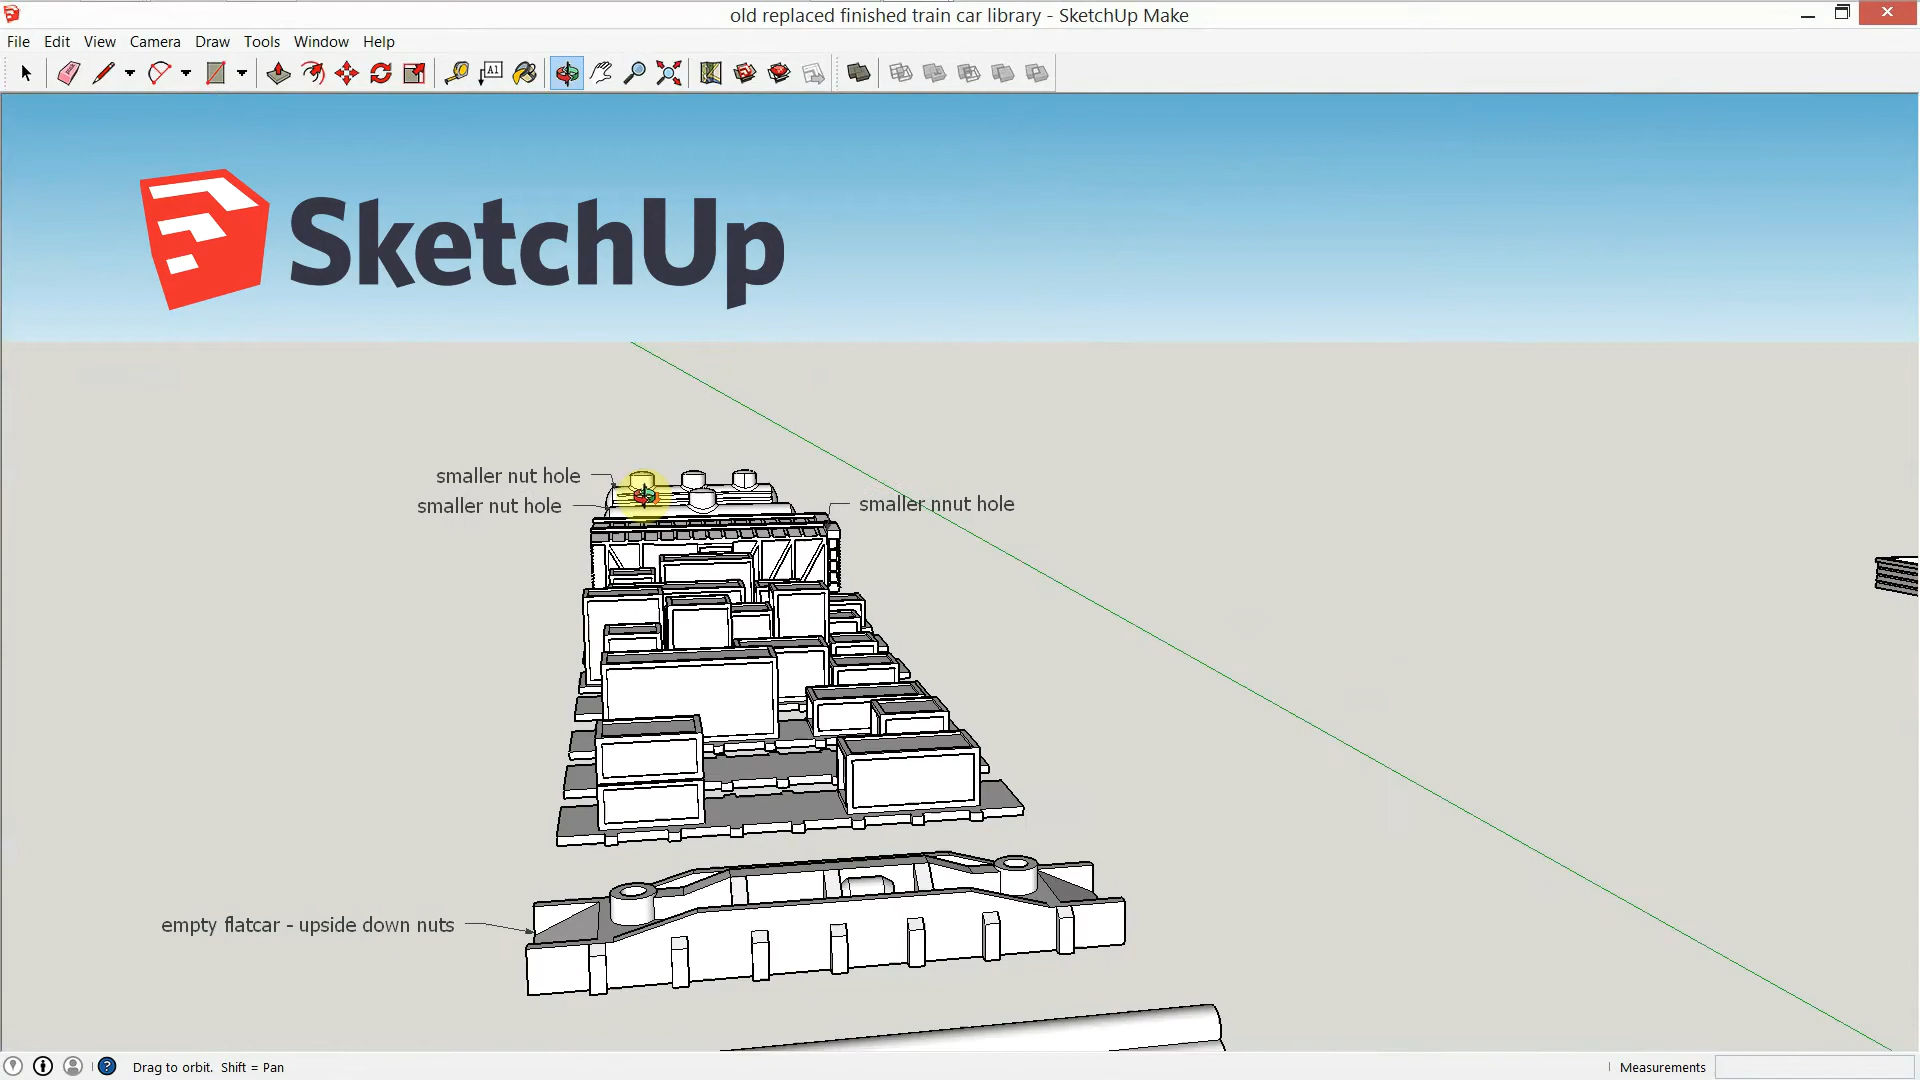 old replaced finished train car library - SketchUp Make
File Edit View Camera Draw Tools Window Help
A1
SketchUp
smaller nut hole
smaller nut hole
smaller nnut hole
empty flatcar - upside down nuts
Drag to orbit. Shift = Pan
Measurements